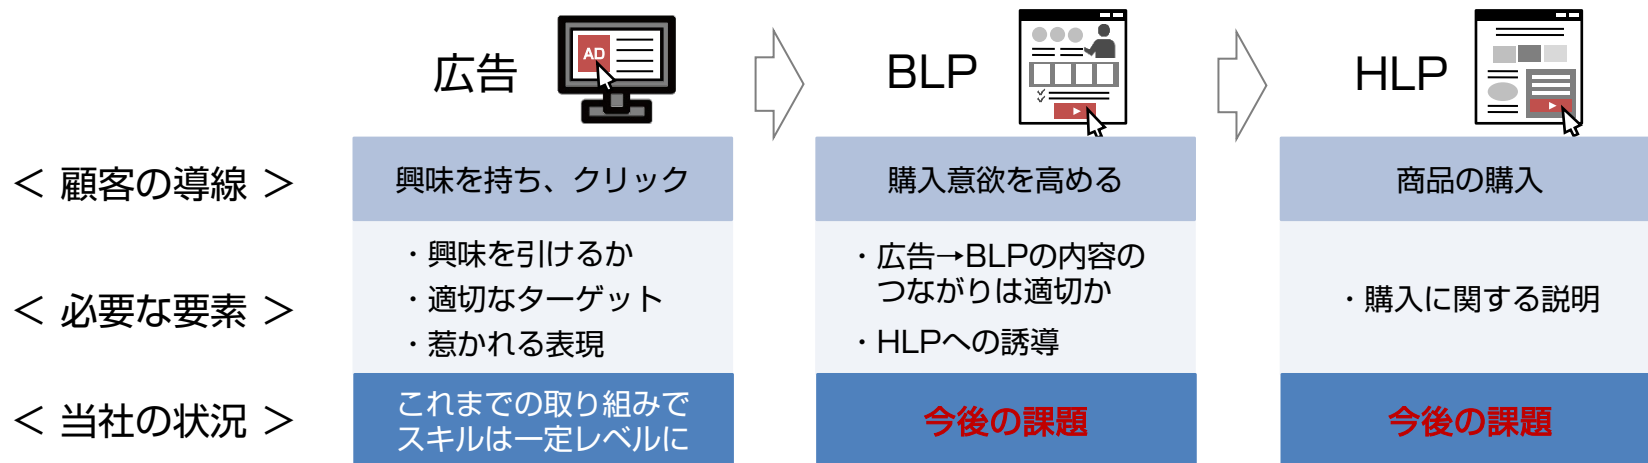 広告
AD
BLP
HLP
＜ 顧客の導線 ＞
興味を持ち、クリック
購入意欲を高める
商品の購入
＜ 必要な要素 ＞
・興味を引けるか
・適切なターゲット
・惹かれる表現
・広告→BLPの内容の
つながりは適切か
・HLPへの誘導
・購入に関する説明
＜ 当社の状況 ＞
これまでの取り組みで
スキルは一定レベルに
今後の課題
今後の課題